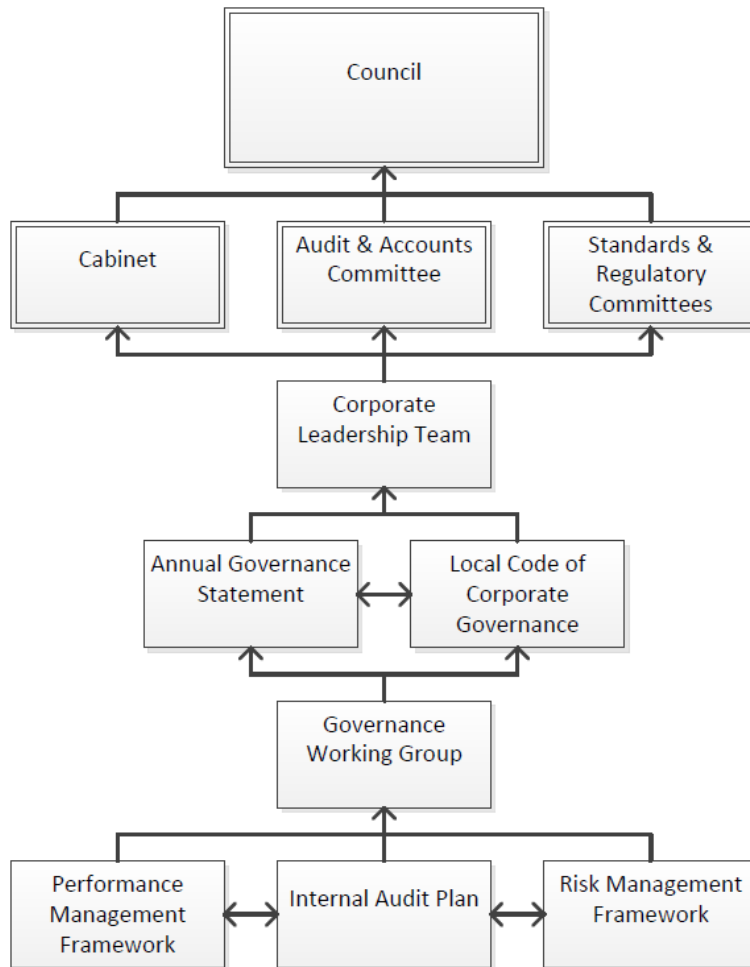 Council
Cabinet
Audit & Accounts
Committee
Standards &
Regulatory
Committees
Corporate
Leadership Team
Annual Governance
Statement
Local Code of
Corporate
Governance
Governance
Working Group
Performance
Management
Framework
Internal Audit Plan
Risk Management
Framework